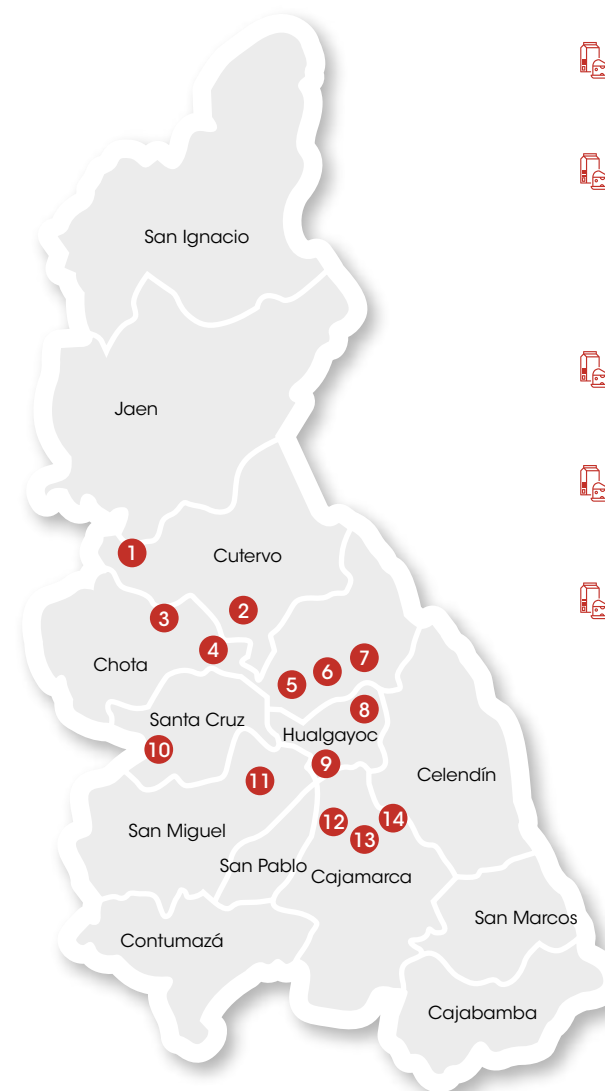 San Ignacio
Jaen
1
Cutervo
2
3
4
Chota
7
6
5
8
Santa Cruz
Hualgayoc
10
9
11
Celendín
12
14
13
San Miguel
San Pablo
Cajamarca
San Marcos
Contumazá
Cajabamba